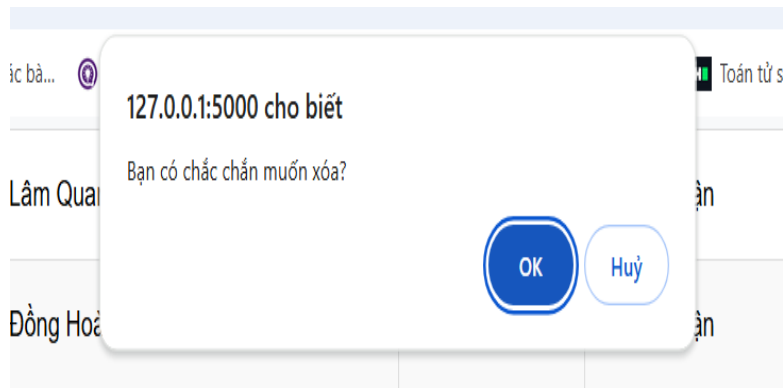 ác bà...
Toán tử s
127.0.0.1:5000 cho biết
Bạn có chắc chắn muốn xóa?
OK Huỷ
Lâm Qua
ận
Đồng Hoà
ận